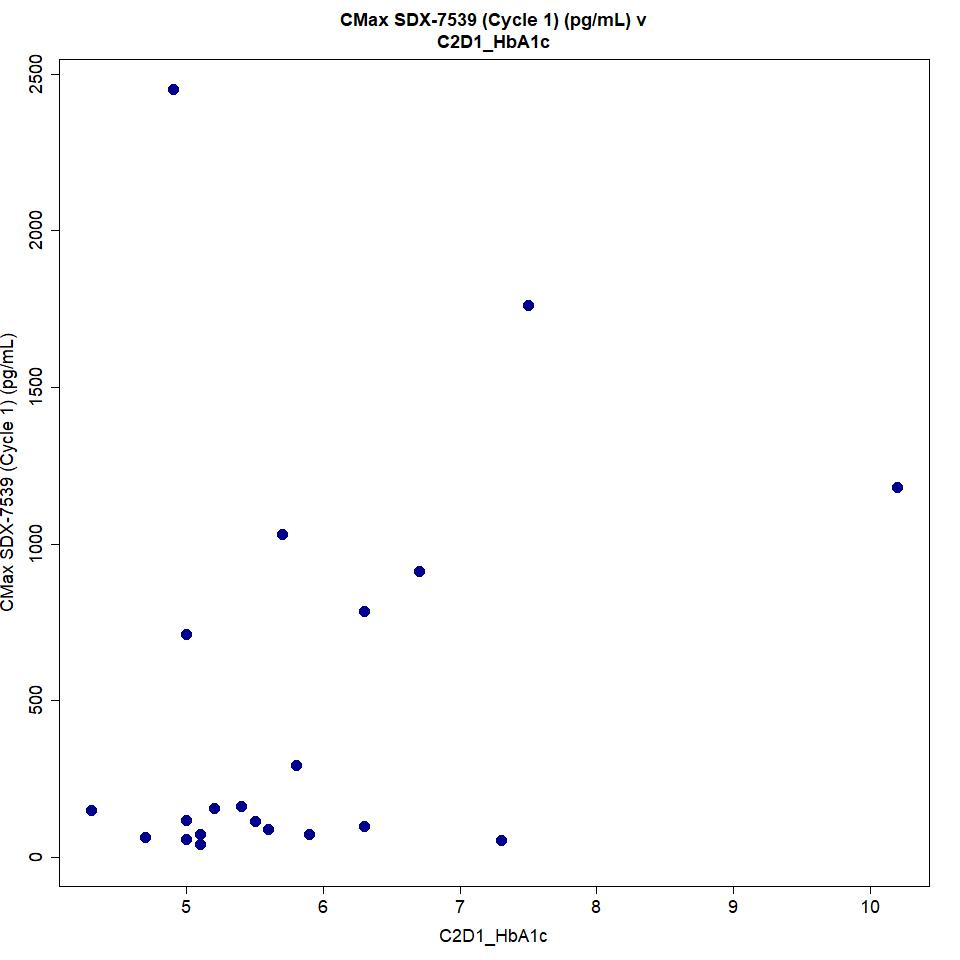 CMax SDX-7539 (Cycle 1) (pg/mL) v
C2D1_HbA1c
2500
2000
1500
1000
500
0
CMax SDX-7539 (Cycle 1) (pg/mL)
5 6 7 8 9 10
C2D1_HbA1c